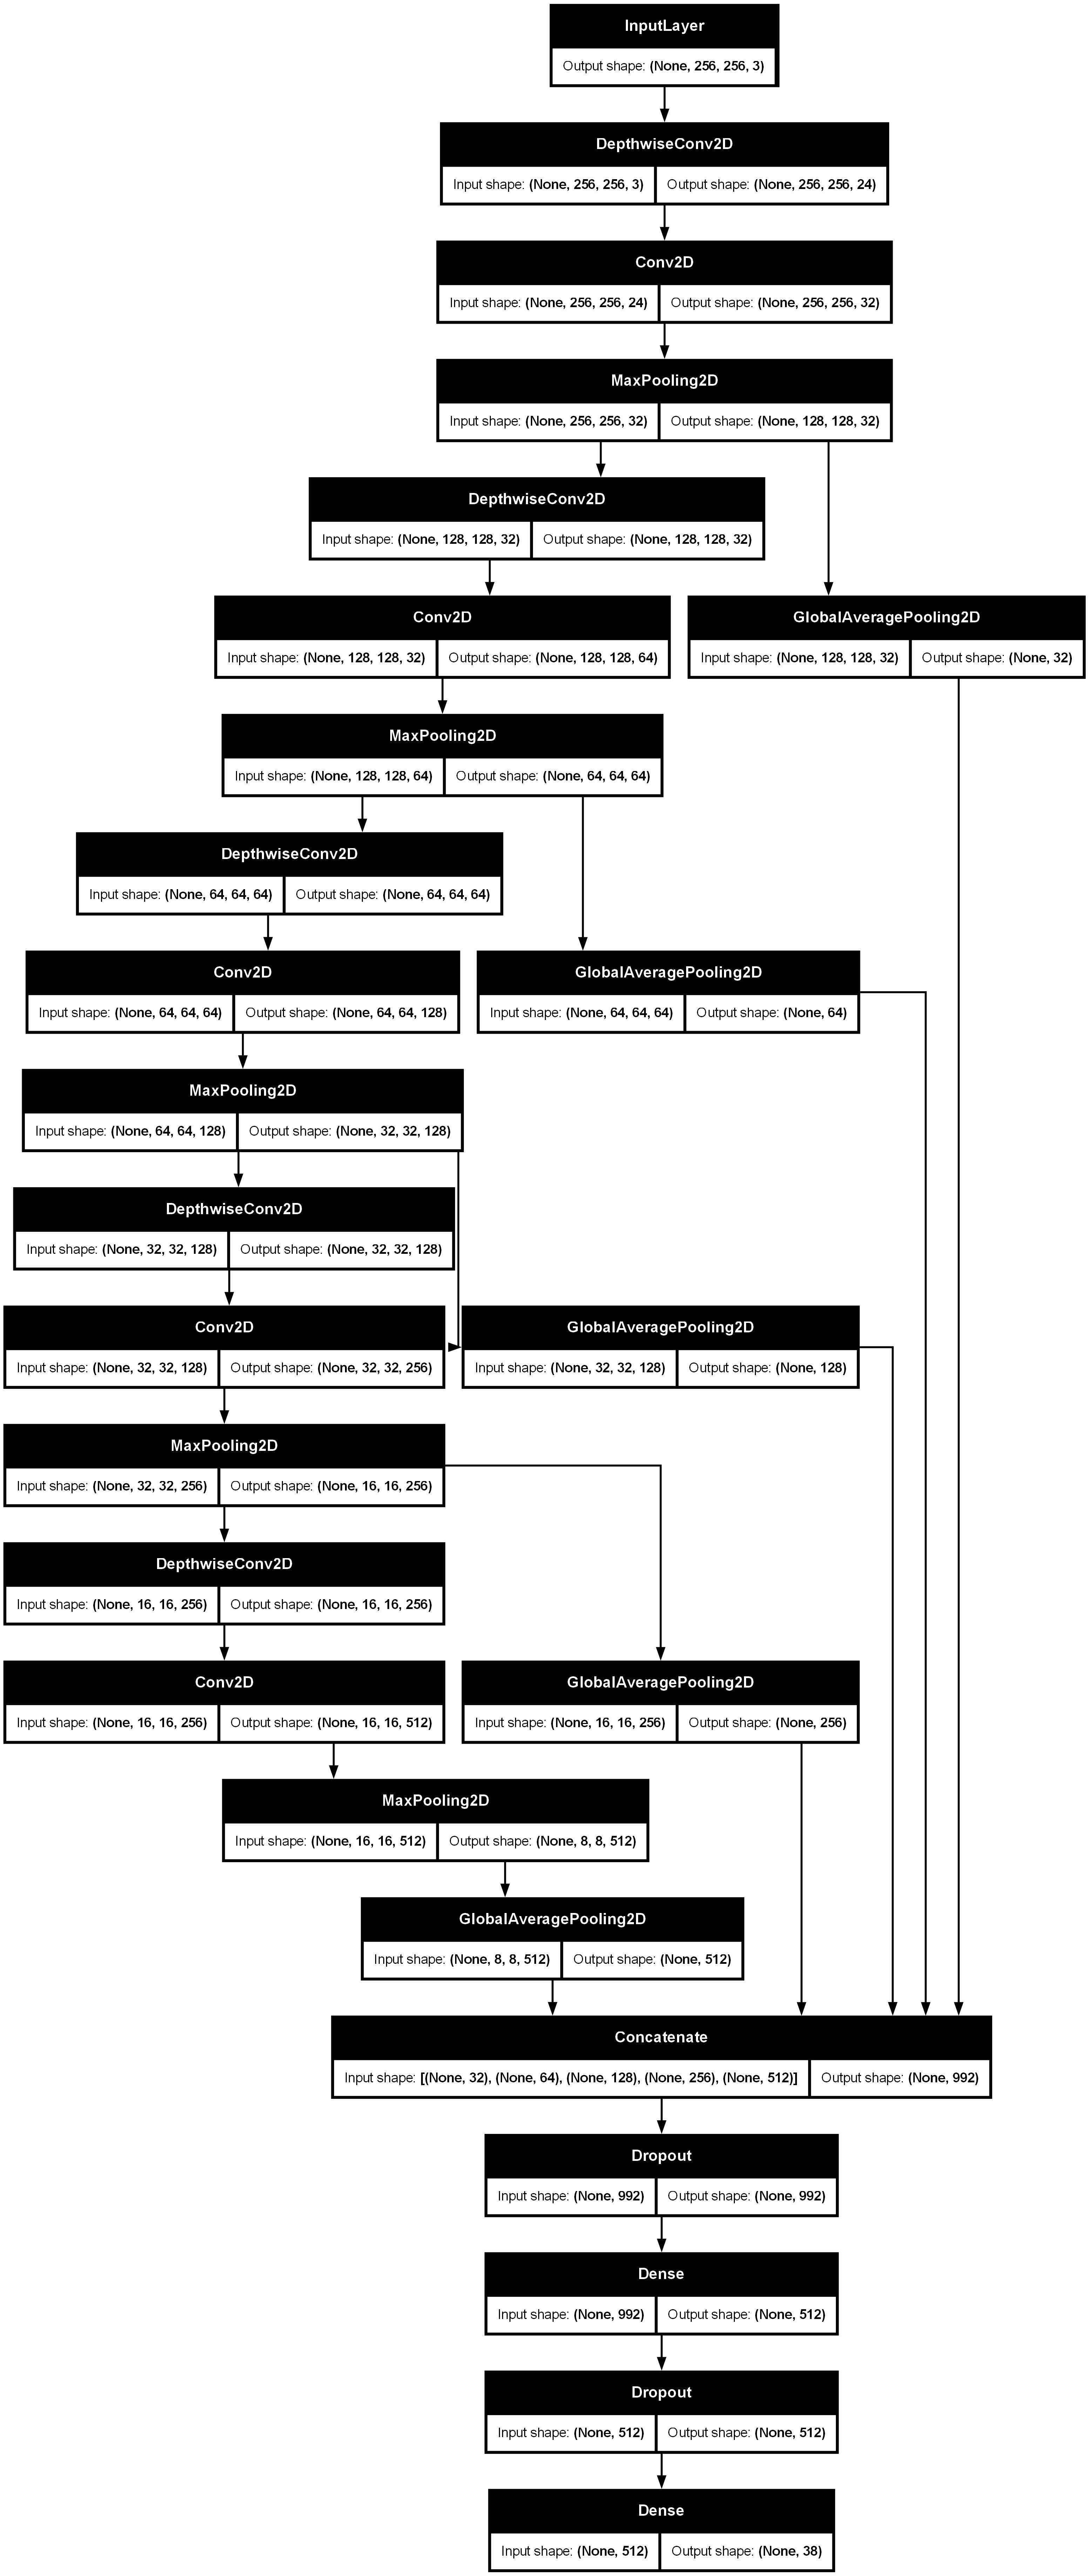 InputLayer
Output shape: (None, 256, 256, 3)
DepthwiseConv2D
Input shape: (None, 256, 256, 3) Output shape: (None, 256, 256, 24)
Conv2D
Input shape: (None, 256, 256, 24) Output shape: (None, 256, 256, 32)
MaxPooling2D
Input shape: (None, 256, 256, 32) Output shape: (None, 128, 128, 32)
DepthwiseConv2D
Input shape: (None, 128, 128, 32) Output shape: (None, 128, 128, 32)
Conv2D
Input shape: (None, 128, 128, 32) Output shape: (None, 128, 128, 64)
GlobalAveragePooling2D
Input shape: (None, 128, 128, 32) Output shape: (None, 32)
MaxPooling2D
Input shape: (None, 128, 128, 64) Output shape: (None, 64, 64, 64)
DepthwiseConv2D
Input shape: (None, 64, 64, 64) Output shape: (None, 64, 64, 64)
Conv2D
Input shape: (None, 64, 64, 64) Output shape: (None, 64, 64, 128)
GlobalAveragePooling2D
Input shape: (None, 64, 64, 64) Output shape: (None, 64)
MaxPooling2D
Input shape: (None, 64, 64, 128) Output shape: (None, 32, 32, 128)
DepthwiseConv2D
Input shape: (None, 32, 32, 128) Output shape: (None, 32, 32, 128)
Conv2D
Input shape: (None, 32, 32, 128) Output shape: (None, 32, 32, 256)
GlobalAveragePooling2D
Input shape: (None, 32, 32, 128) Output shape: (None, 128)
MaxPooling2D
Input shape: (None, 32, 32, 256) Output shape: (None, 16, 16, 256)
DepthwiseConv2D
Input shape: (None, 16, 16, 256) Output shape: (None, 16, 16, 256)
Conv2D
Input shape: (None, 16, 16, 256) Output shape: (None, 16, 16, 512)
GlobalAveragePooling2D
Input shape: (None, 16, 16, 256) Output shape: (None, 256)
MaxPooling2D
Input shape: (None, 16, 16, 512) Output shape: (None, 8, 8, 512)
GlobalAveragePooling2D
Input shape: (None, 8, 8, 512) Output shape: (None, 512)
Concatenate
Input shape: [(None, 32), (None, 64), (None, 128), (None, 256), (None, 512)] Output shape: (None, 992)
Dropout
Input shape: (None, 992) Output shape: (None, 992)
Dense
Input shape: (None, 992) Output shape: (None, 512)
Dropout
Input shape: (None, 512) Output shape: (None, 512)
Dense
Input shape: (None, 512) Output shape: (None, 38)